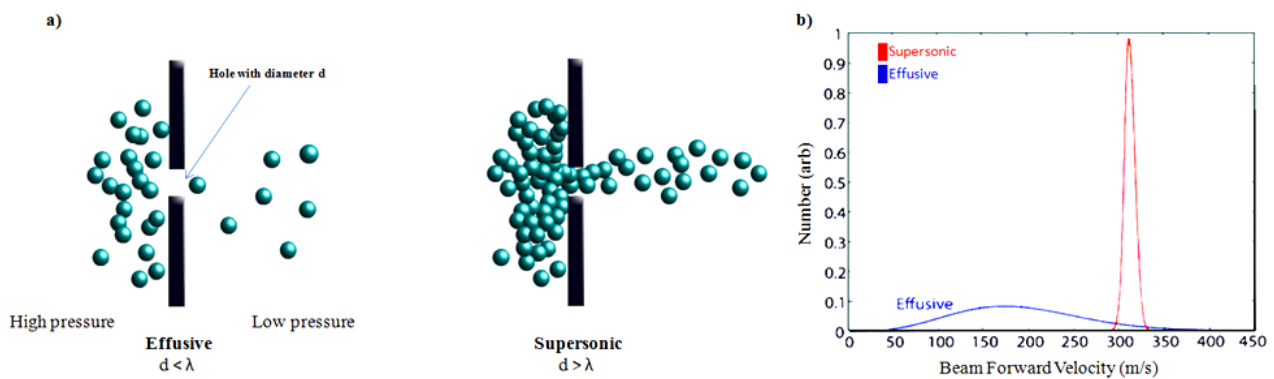 a)
Hole with diameter d
High pressure
Low pressure
Effusive
d < λ
Supersonic
d > λ
b)
Supersonic
Effusive
Number (arb)
1
0.9
0.8
0.7
0.6
0.5
0.4
0.3
0.2
0.1
0
Effusive
0 50 100 150 200 250 300 350 400 450
Beam Forward Velocity (m/s)